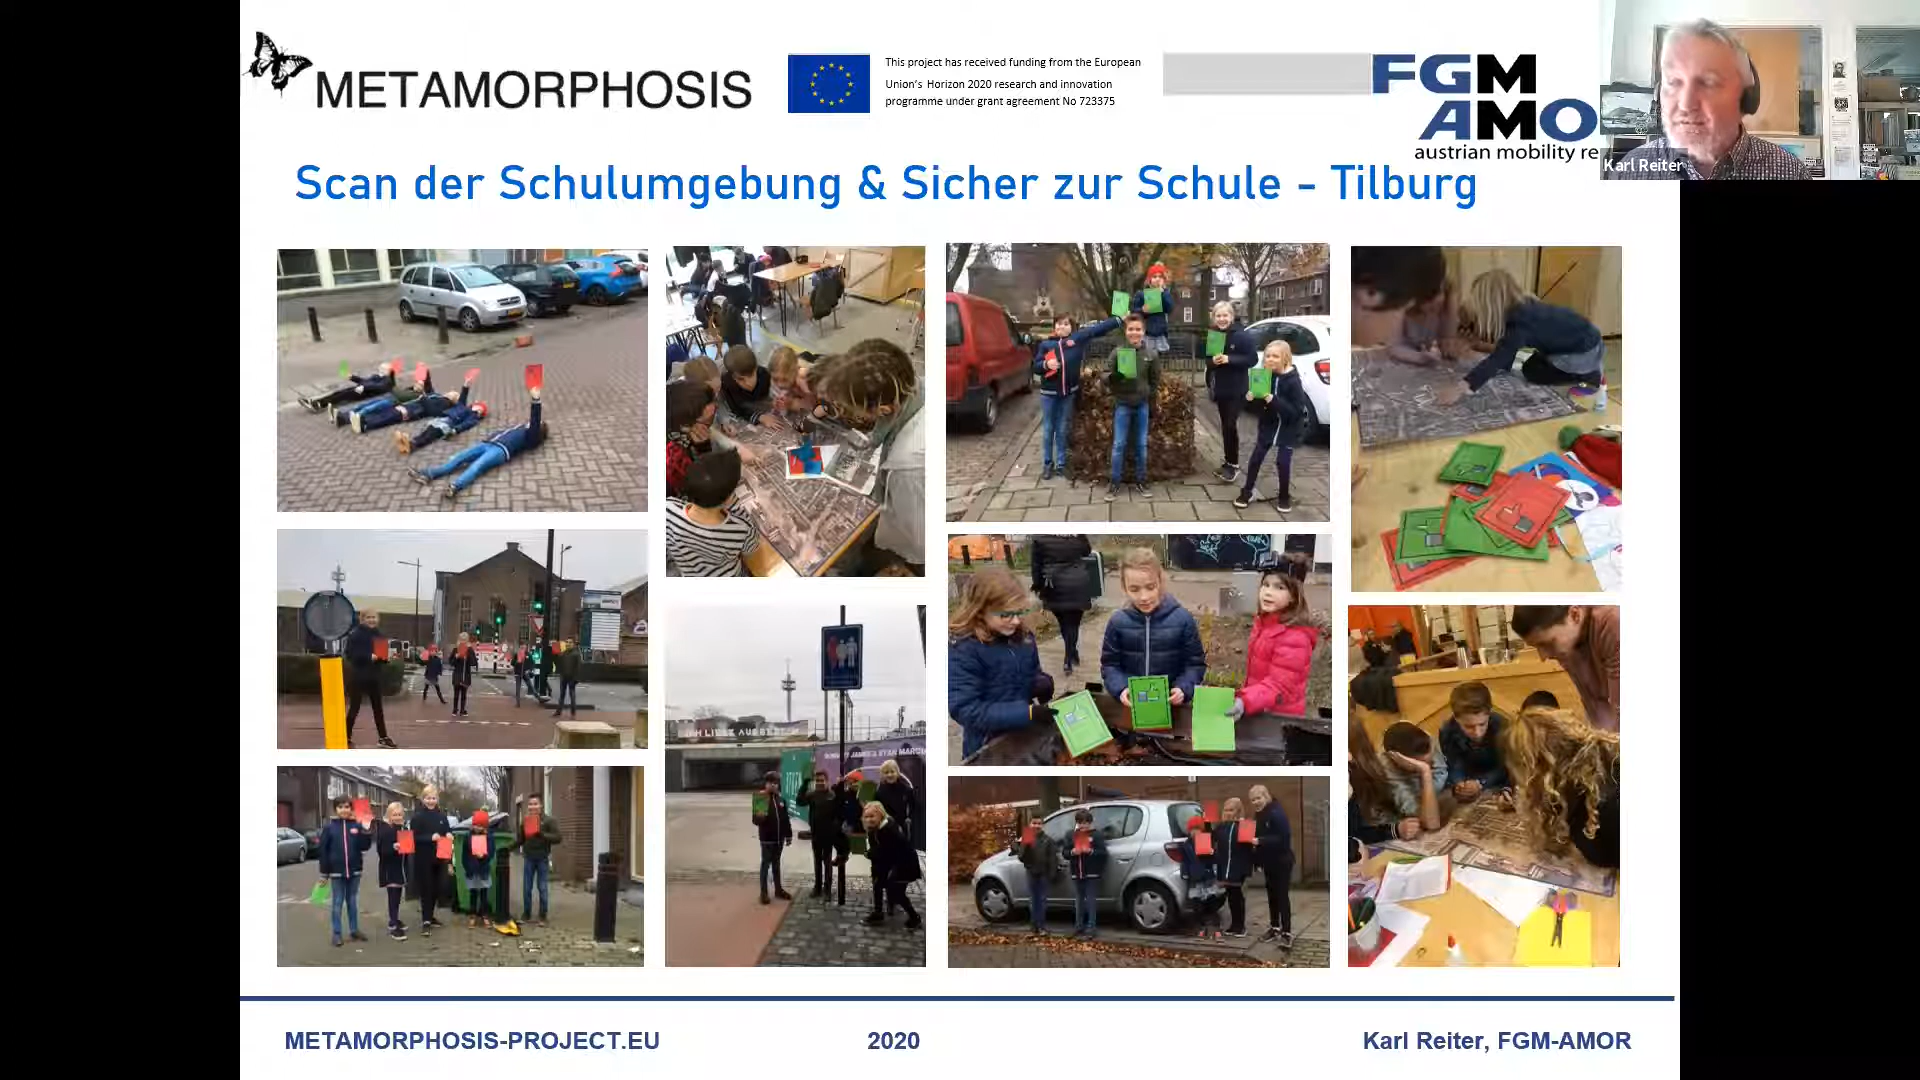 METAMORPHOSIS
This project has received funding from the European
Union's Horizon 2020 research and innovation
programme under grant agreement No 723375
FGM
AMO
austrian mobility re
Karl Reiter
Scan der Schulumgebung & Sicher zur Schule - Tilburg
METAMORPHOSIS-PROJECT.EU
2020
Karl Reiter, FGM-AMOR